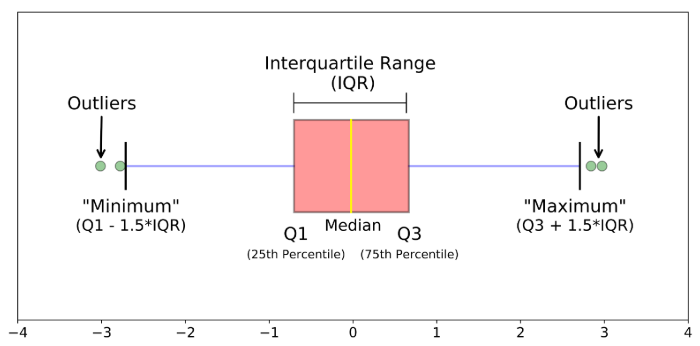 Interquartile Range
(IQR)
Outliers
Outliers
"Minimum"
(Q1 - 1.5*IQR)
"Maximum"
(Q3 + 1.5*IQR)
Median
Q1
Q3
(25th Percentile)
(75th Percentile)
−4
−3
−2
−1
0
1
2
3
4